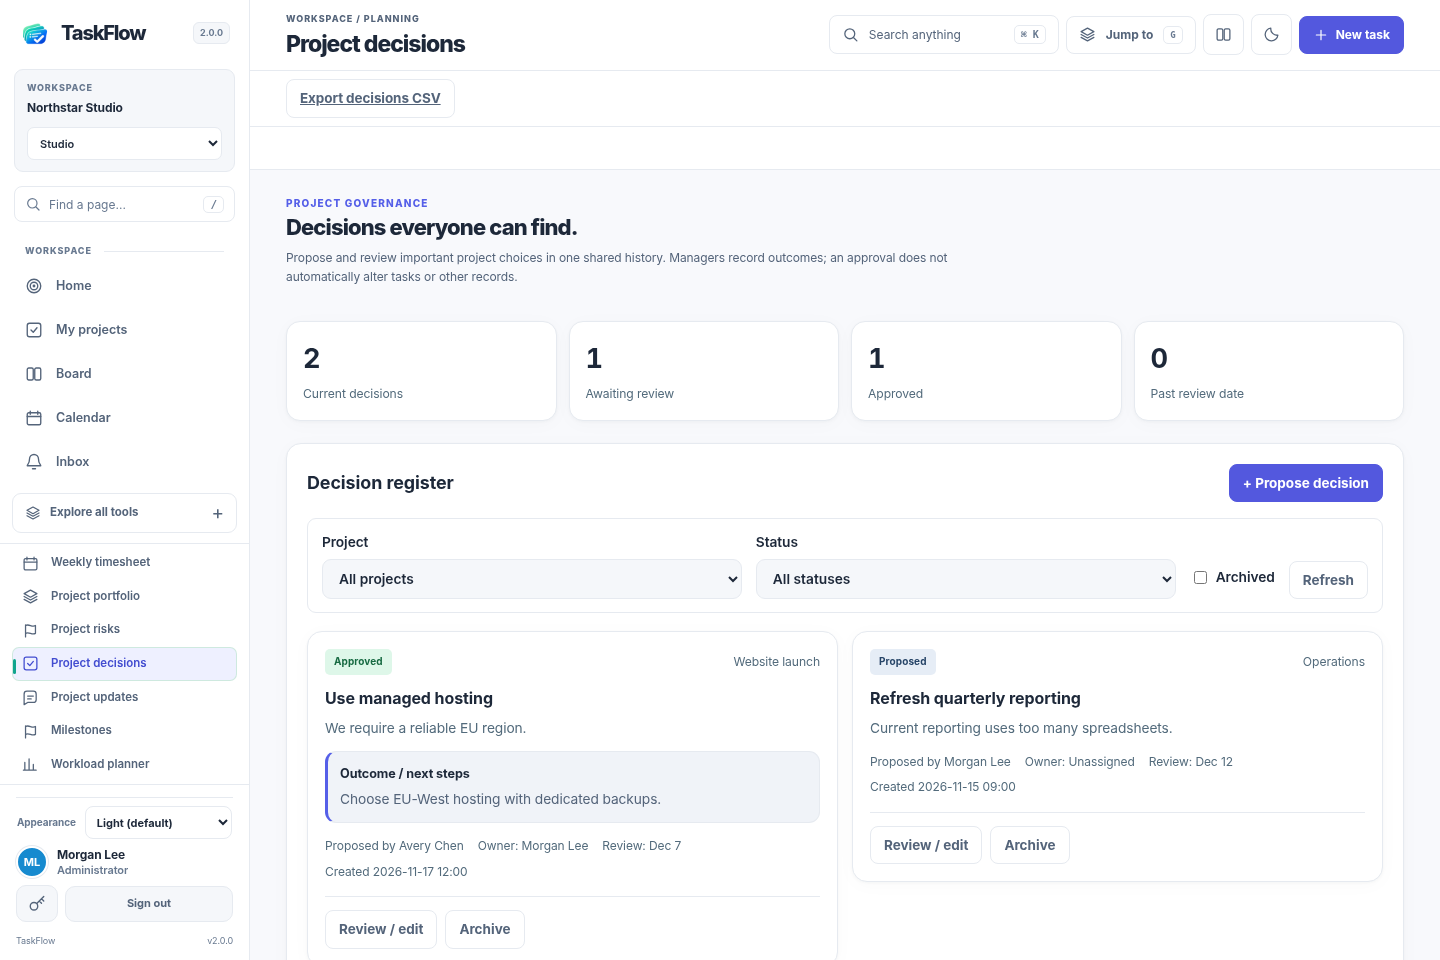 TaskFlow
2.0.0
WORKSPACE
Northstar Studio
Studio
Find a page...
/
WORKSPACE
Home
My projects
Board
Calendar
Inbox
Explore all tools
+
Weekly timesheet
Project portfolio
Project risks
Project decisions
Project updates
Milestones
Workload planner
Appearance
Light (default)
ML
Morgan Lee
Administrator
Sign out
TaskFlow
v2.0.0
WORKSPACE / PLANNING
Project decisions
Search anything
⌘ K
Jump to
G
+ New task
Export decisions CSV
PROJECT GOVERNANCE
Decisions everyone can find.
Propose and review important project choices in one shared history. Managers record outcomes; an approval does not
automatically alter tasks or other records.
2
Current decisions
1
Awaiting review
1
Approved
0
Past review date
Decision register
+ Propose decision
Project
All projects
Status
All statuses
Archived
Refresh
Approved
Website launch
Use managed hosting
We require a reliable EU region.
Outcome / next steps
Choose EU-West hosting with dedicated backups.
Proposed by Avery Chen Owner: Morgan Lee Review: Dec 7
Created 2026-11-17 12:00
Review / edit
Archive
Proposed
Operations
Refresh quarterly reporting
Current reporting uses too many spreadsheets.
Proposed by Morgan Lee Owner: Unassigned Review: Dec 12
Created 2026-11-15 09:00
Review / edit
Archive